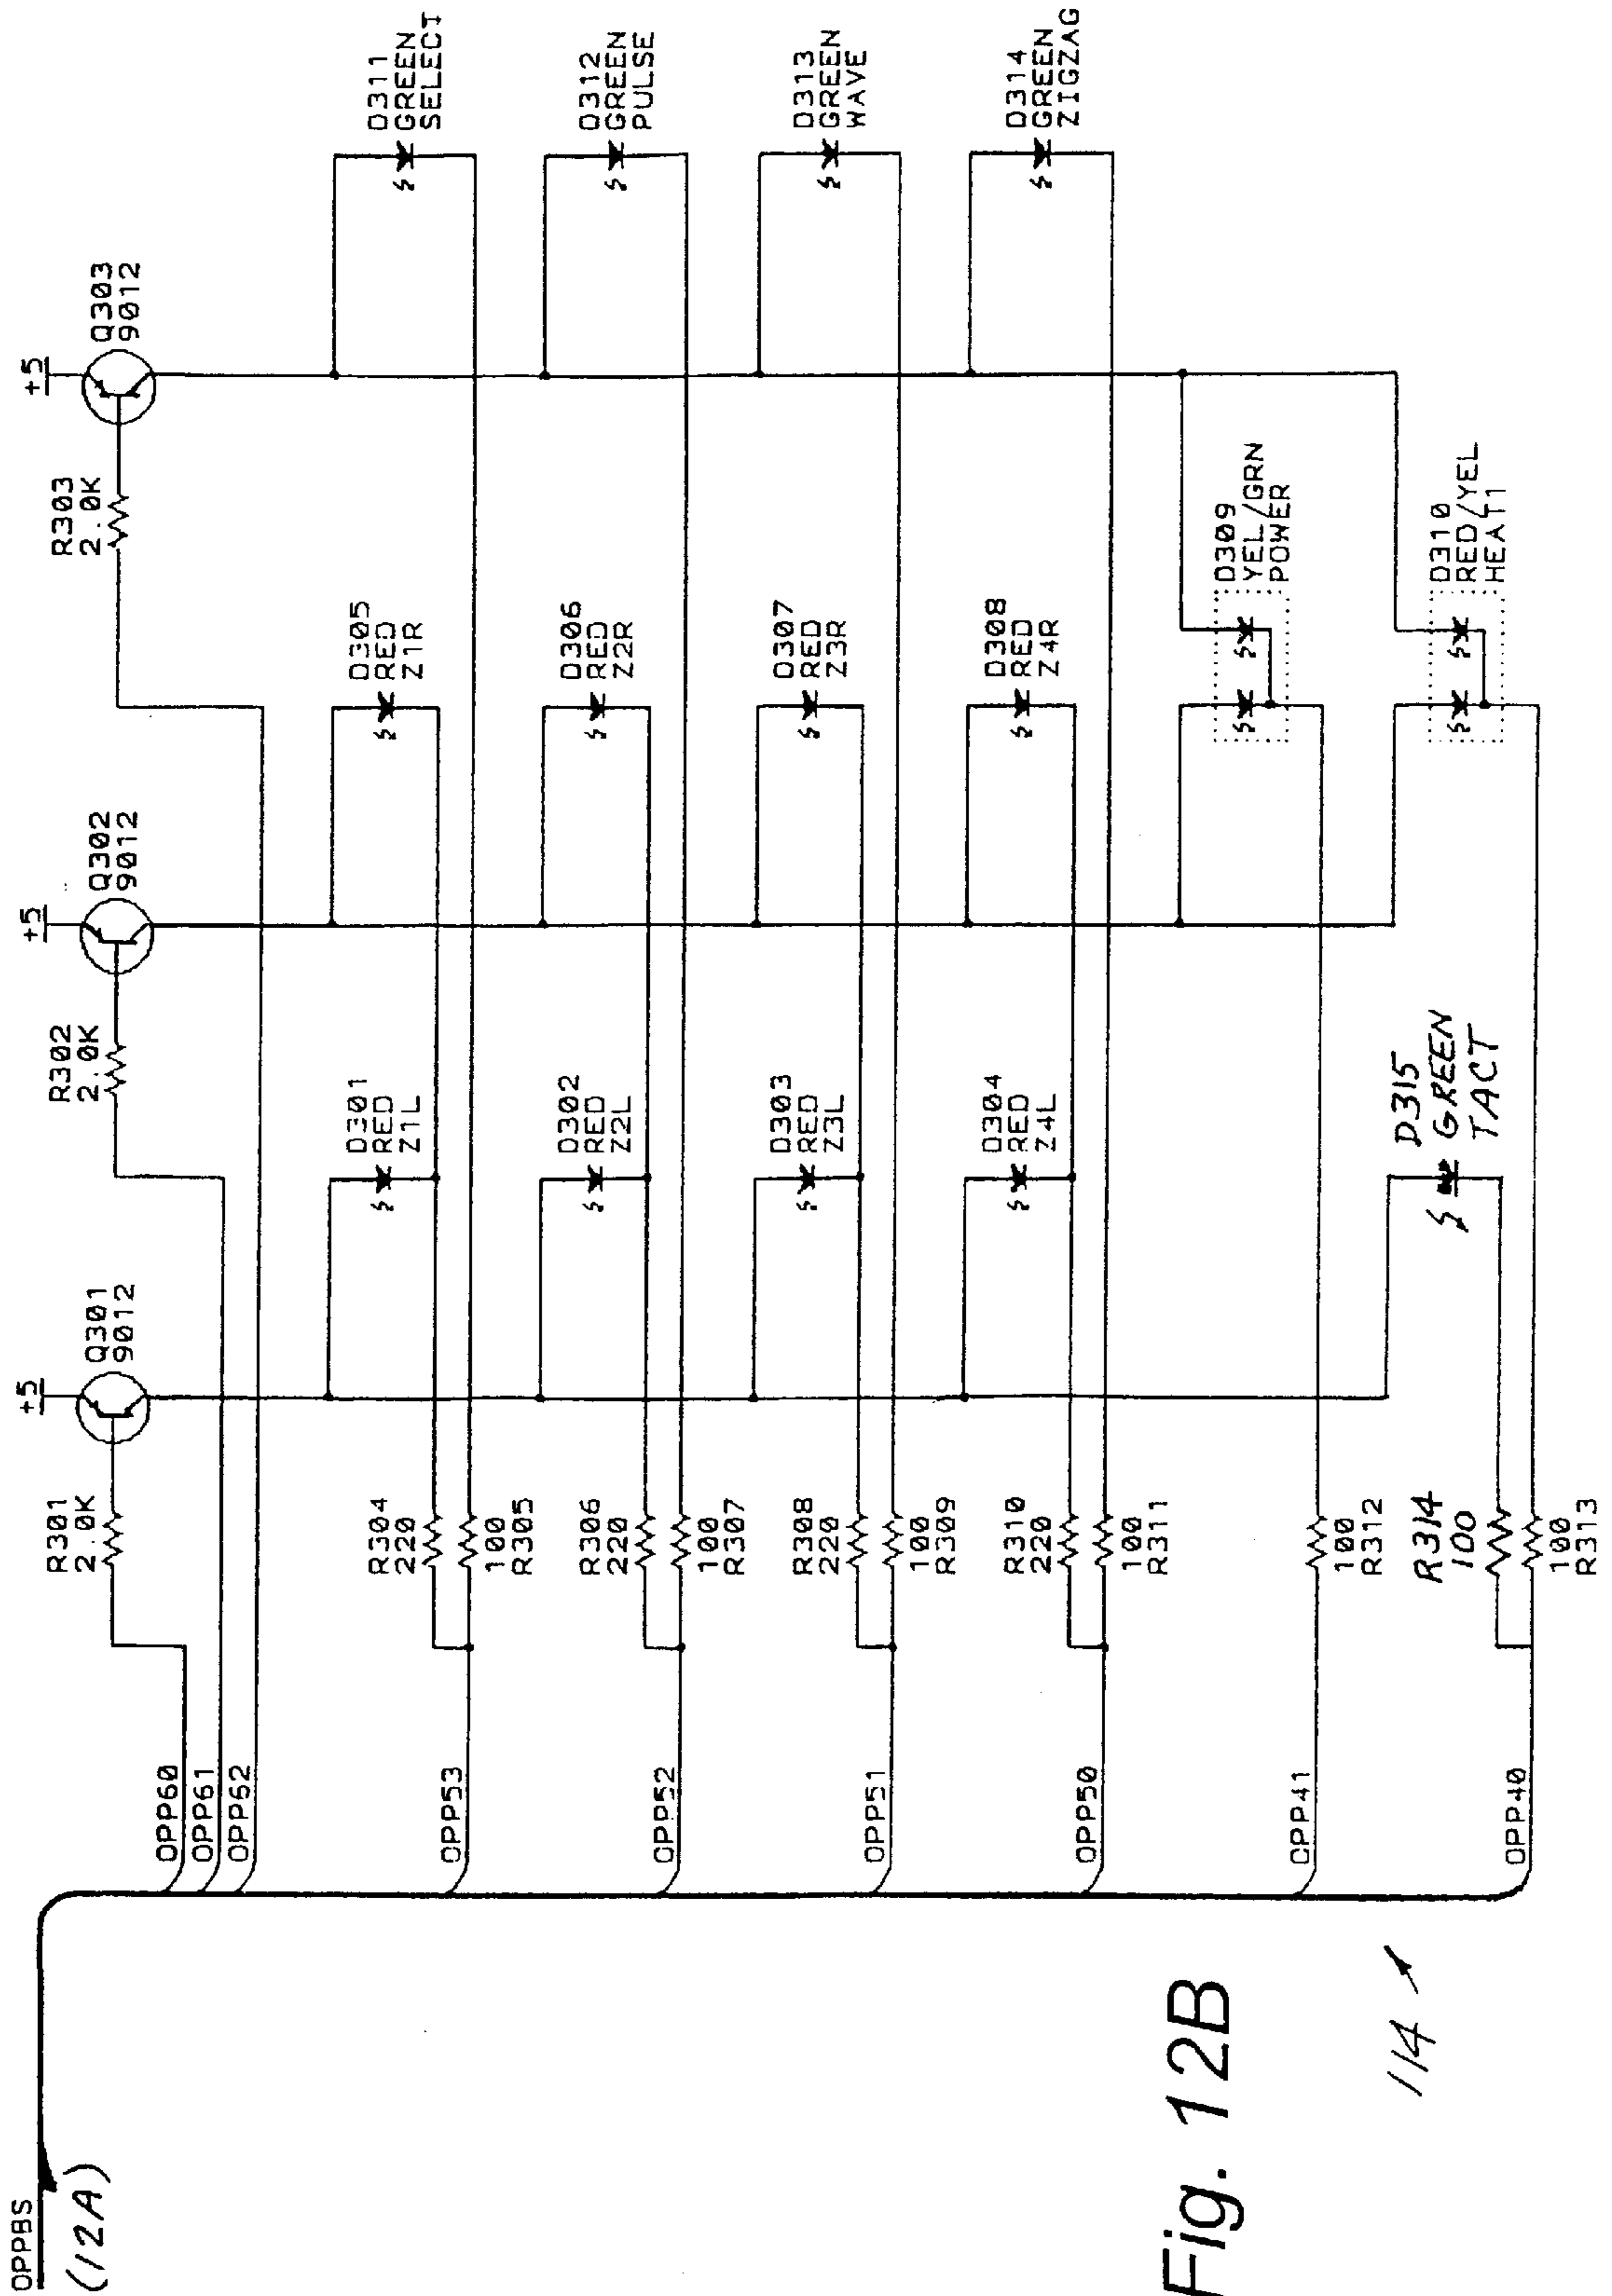 OPPBS
(12A)
+5
Q301
9012
R301
2.0K
+5
Q302
9012
R302
2.0K
+5
Q303
9012
R303
2.0K
OPP60
OPP61
OPP62
D301
RED
Z1L
D305
RED
Z1R
D311
GREEN
SELECT
R304
220
100
R305
OPP53
D302
RED
Z2L
D306
RED
Z2R
D312
GREEN
PULSE
R306
220
100
R307
OPP52
D303
RED
Z3L
D307
RED
Z3R
D313
GREEN
WAVE
R308
220
100
R309
OPP51
D304
RED
Z4L
D308
RED
Z4R
D314
GREEN
ZIGZAG
R310
220
100
R311
OPP50
D309
YEL/GRN
POWER
100
R312
OPP41
D315
GREEN
TACT
D310
RED/YEL
HEAT1
R314
100
100
R313
OPP40
Fig. 12B
114